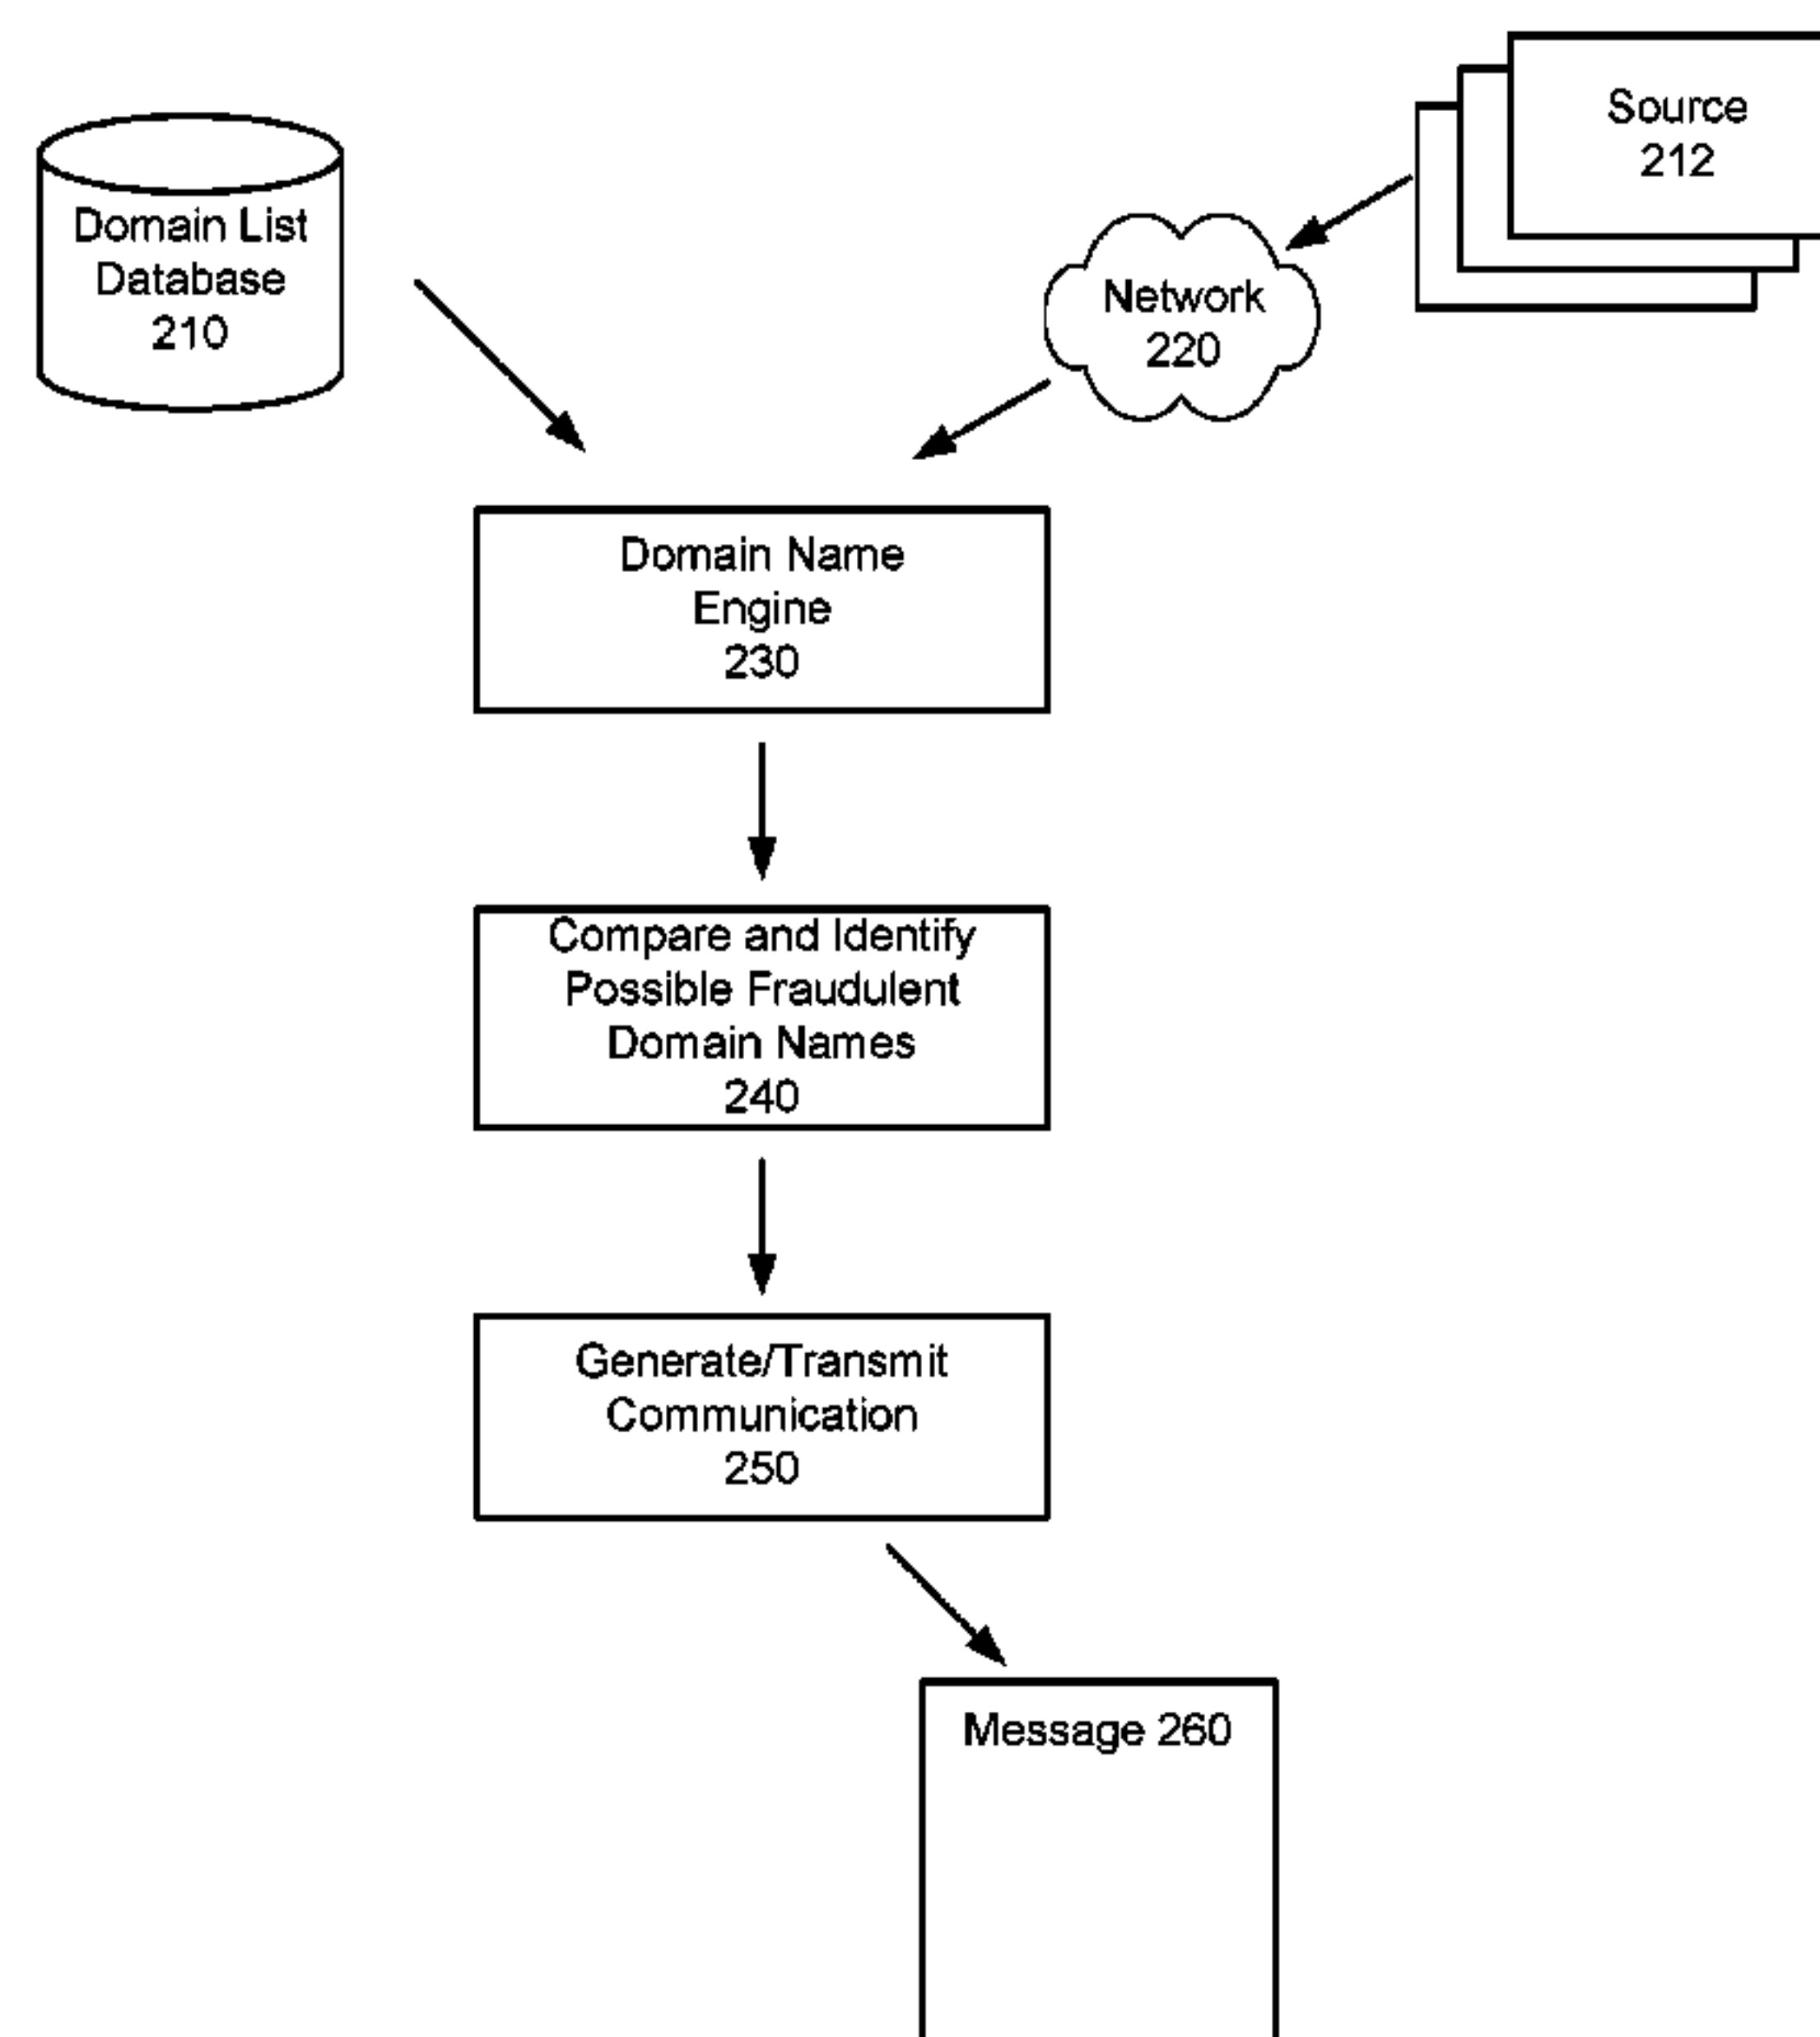 Source
212
Domain List
Database
210
Network
220
Domain Name
Engine
230
Compare and Identify
Possible Fraudulent
Domain Names
240
Generate/Transmit
Communication
250
Message 260